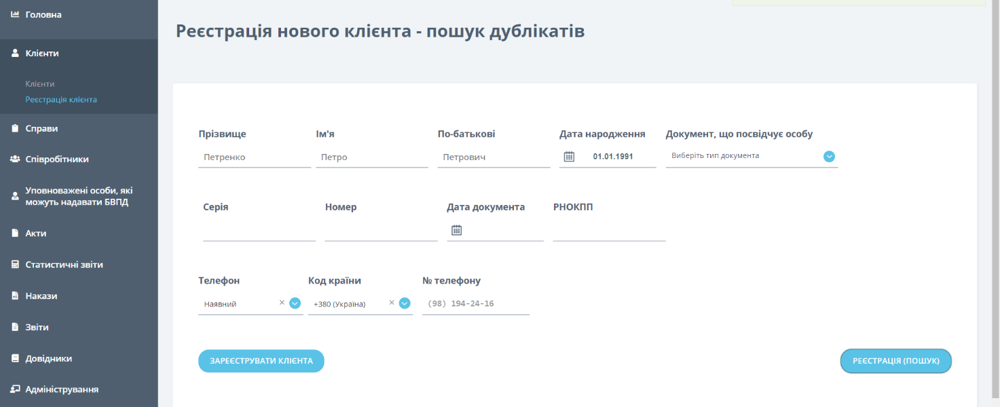 Головна
Клієнти
Клієнти
Реєстрація клієнта
Справи
Співробітники
Уповноважені особи, які
можуть надавати БВПД
Акти
Статистичні звіти
Накази
Звіти
Довідники
Адміністрування
Реєстрація нового клієнта - пошук дублікатів
Прізвище Ім'я По-батькові Дата народження Документ, що посвідчує особу
Петренко Петро Петрович 01.01.1991 Виберіть тип документа
Серія Номер Дата документа РНОКПП
Телефон Код країни № телефону
Наявний × +380 (Україна) × (98) 194-24-16
ЗАРЕЄСТРУВАТИ КЛІЄНТА РЕЄСТРАЦІЯ (ПОШУК)